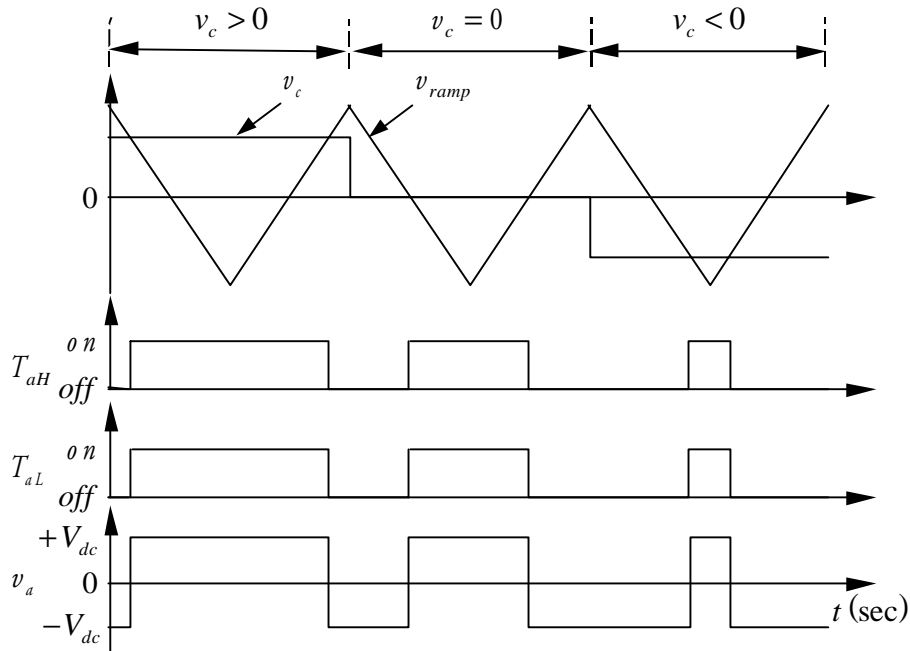 v_c > 0 v_c = 0 v_c < 0
v_c v_ramp
0
on
T_aH
off
on
T_aL
off
+V_dc
v_a 0
t (sec)
−V_dc